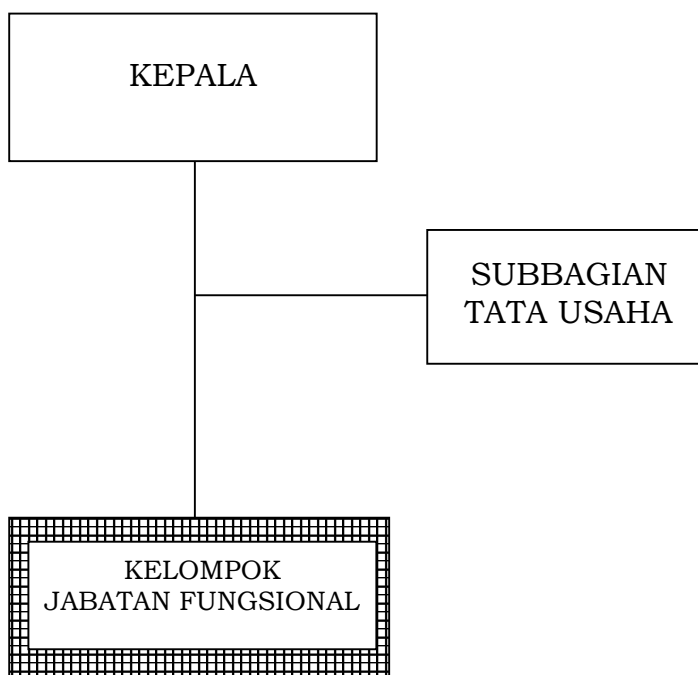 KEPALA
SUBBAGIAN
TATA USAHA
KELOMPOK
JABATAN FUNGSIONAL